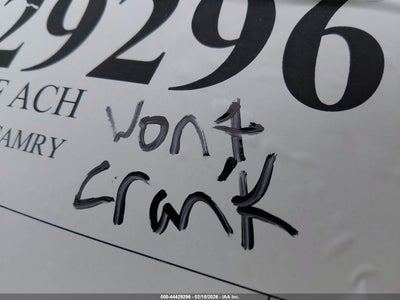 29296
F ACH
AMRY
Won't
crank
000-44429296 - 02/18/2026 - IAA Inc.